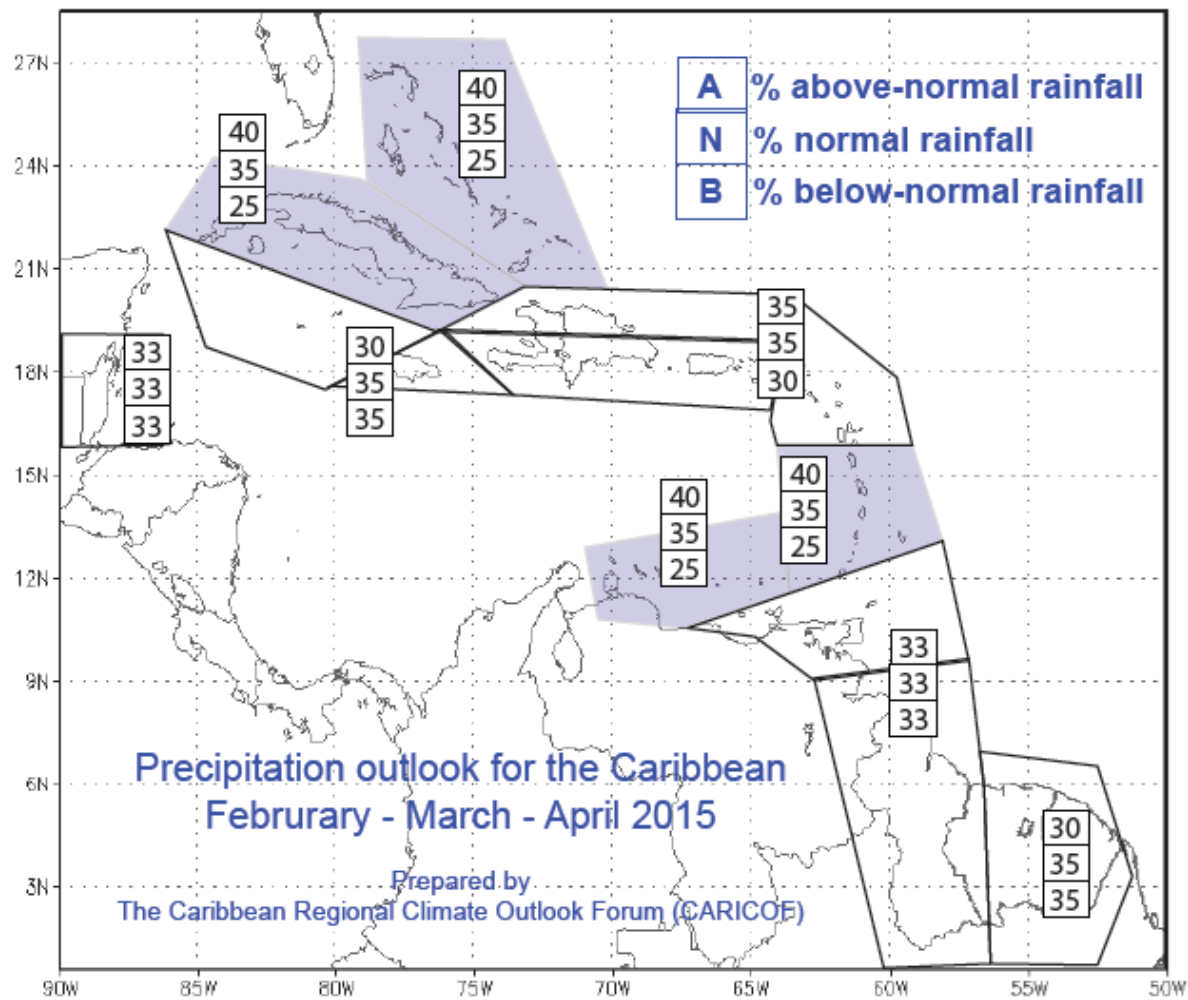 27N
24N
21N
18N
15N
12N
9N
6N
3N
90W 85W 80W 75W 70W 65W 60W 55W 50W
A % above-normal rainfall
N % normal rainfall
B % below-normal rainfall
40
35
25
40
35
25
35
35
30
30
35
35
33
33
33
40
35
25
40
35
25
33
33
33
30
35
35
Precipitation outlook for the Caribbean
Februrary - March - April 2015
Prepared by
The Caribbean Regional Climate Outlook Forum (CARICOF)